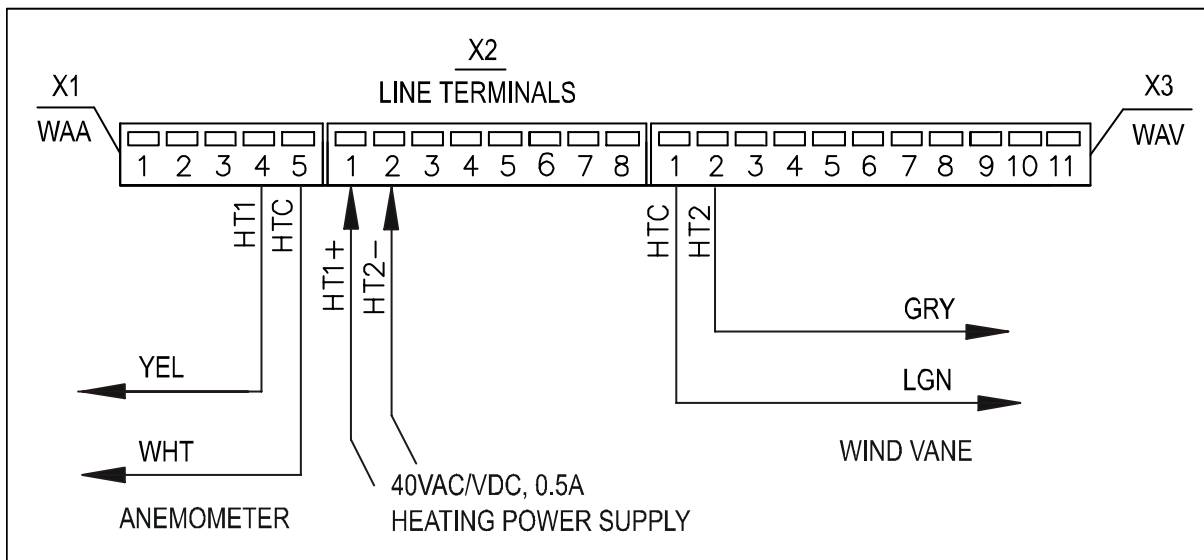 X2
LINE TERMINALS
X1
WAA
X3
WAV
1 2 3 4 5
1 2 3 4 5 6 7 8
1 2 3 4 5 6 7 8 9 10 11
HT1
HTC
HT1+
HT2-
HTC
HT2
GRY
YEL
LGN
WHT
WIND VANE
40VAC/VDC, 0.5A
HEATING POWER SUPPLY
ANEMOMETER